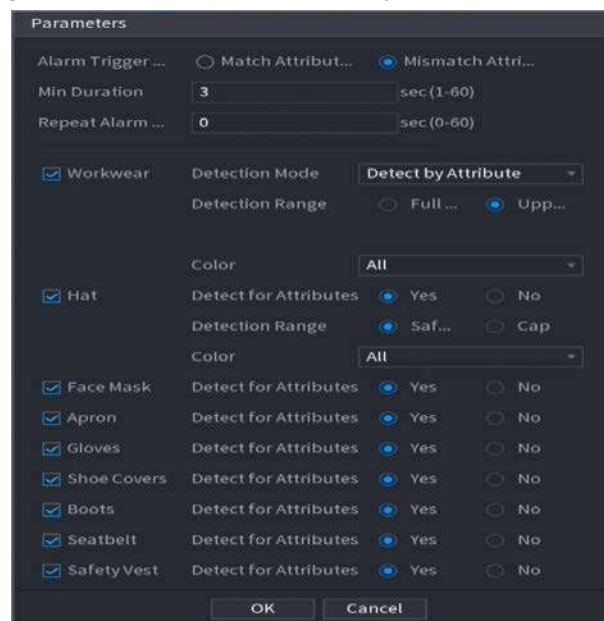 Parameters
Alarm Trigger ... Match Attribut... Mismatch Attri...
Min Duration 3 sec (1-60)
Repeat Alarm ... 0 sec (0-60)
Workwear Detection Mode Detect by Attribute
Detection Range Full ... Upp...
Color All
Hat Detect for Attributes Yes No
Detection Range Saf... Cap
Color All
Face Mask Detect for Attributes Yes No
Apron Detect for Attributes Yes No
Gloves Detect for Attributes Yes No
Shoe Covers Detect for Attributes Yes No
Boots Detect for Attributes Yes No
Seatbelt Detect for Attributes Yes No
Safety Vest Detect for Attributes Yes No
OK Cancel